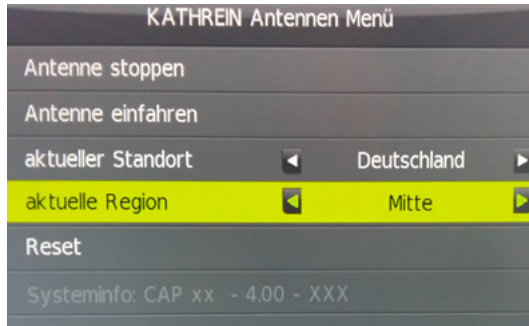 KATHREIN Antennen Menü
Antenne stoppen
Antenne einfahren
aktueller Standort Deutschland
aktuelle Region Mitte
Reset
Systeminfo: CAP xx - 4.00 - XXX